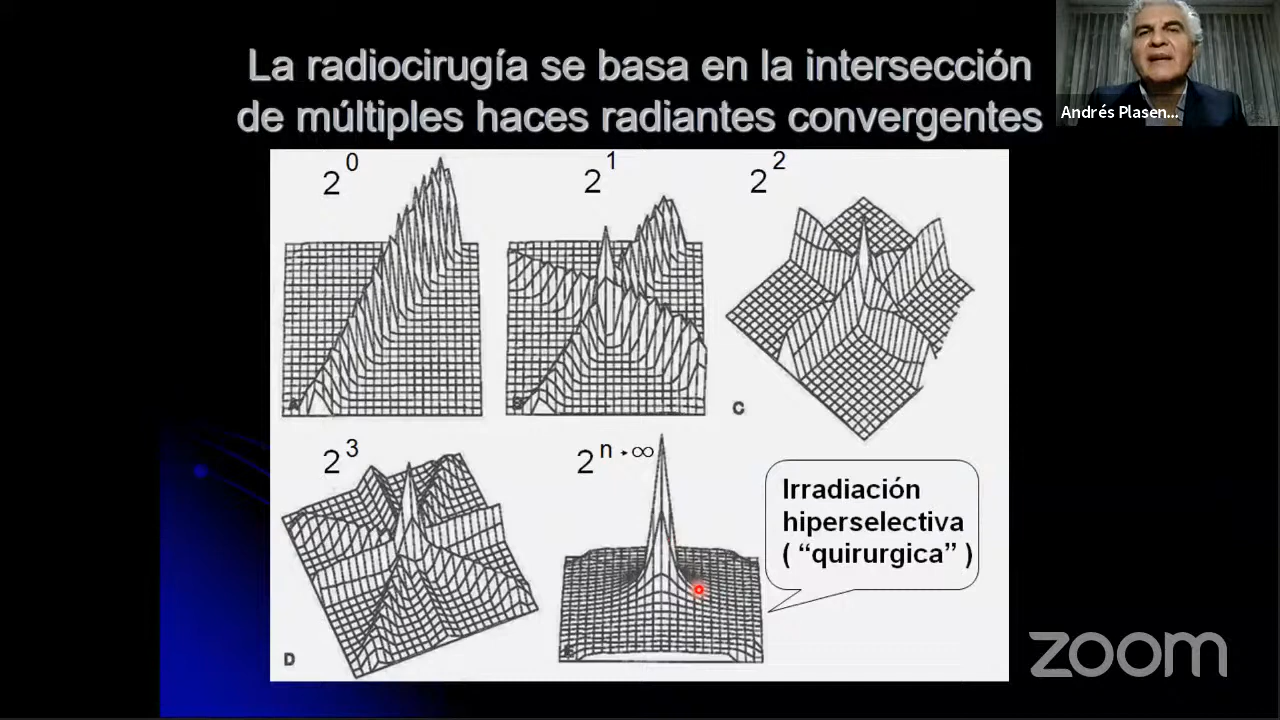 La radiocirugía se basa en la intersección
de múltiples haces radiantes convergentes
Andrés Plasen...
2^0
2^1
2^2
A
B
C
2^3
2^n→∞
Irradiación
hiperselectiva
( “quirurgica” )
D
E
zoom